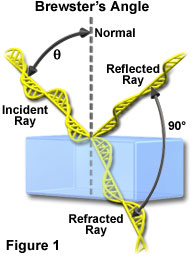 Brewster's Angle
Normal
θ
Reflected
Ray
Incident
Ray
90°
Refracted
Ray
Figure 1